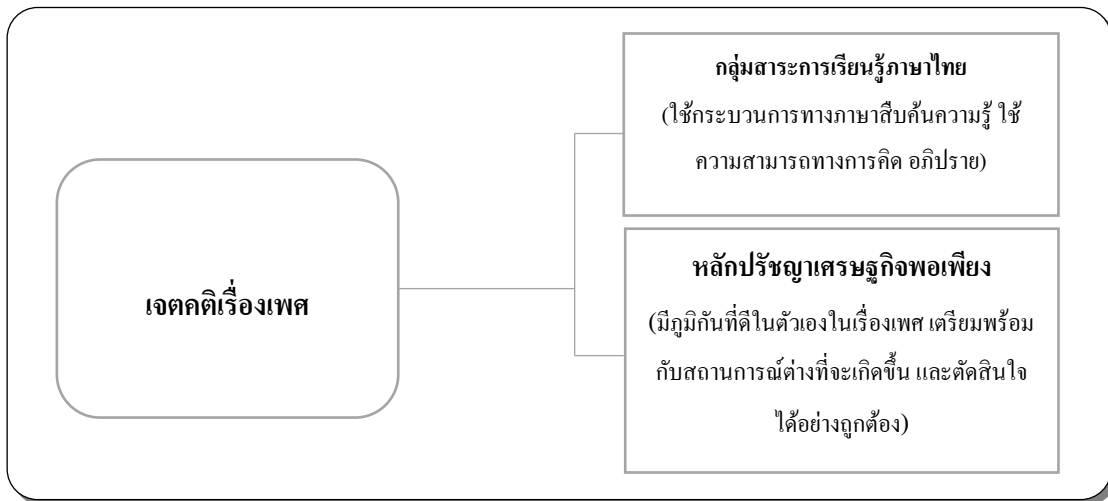 กลุ่มสาระการเรียนรู้ภาษาไทย
(ใช้กระบวนการทางภาษาสืบค้นความรู้ ใช้
ความสามารถทางการคิด อภิปราย)
เจตคติเรื่องเพศ
หลักปรัชญาเศรษฐกิจพอเพียง
(มีภูมิกันที่ดีในตัวเองในเรื่องเพศ เตรียมพร้อม
กับสถานการณ์ต่างที่จะเกิดขึ้น และตัดสินใจ
ได้อย่างถูกต้อง)